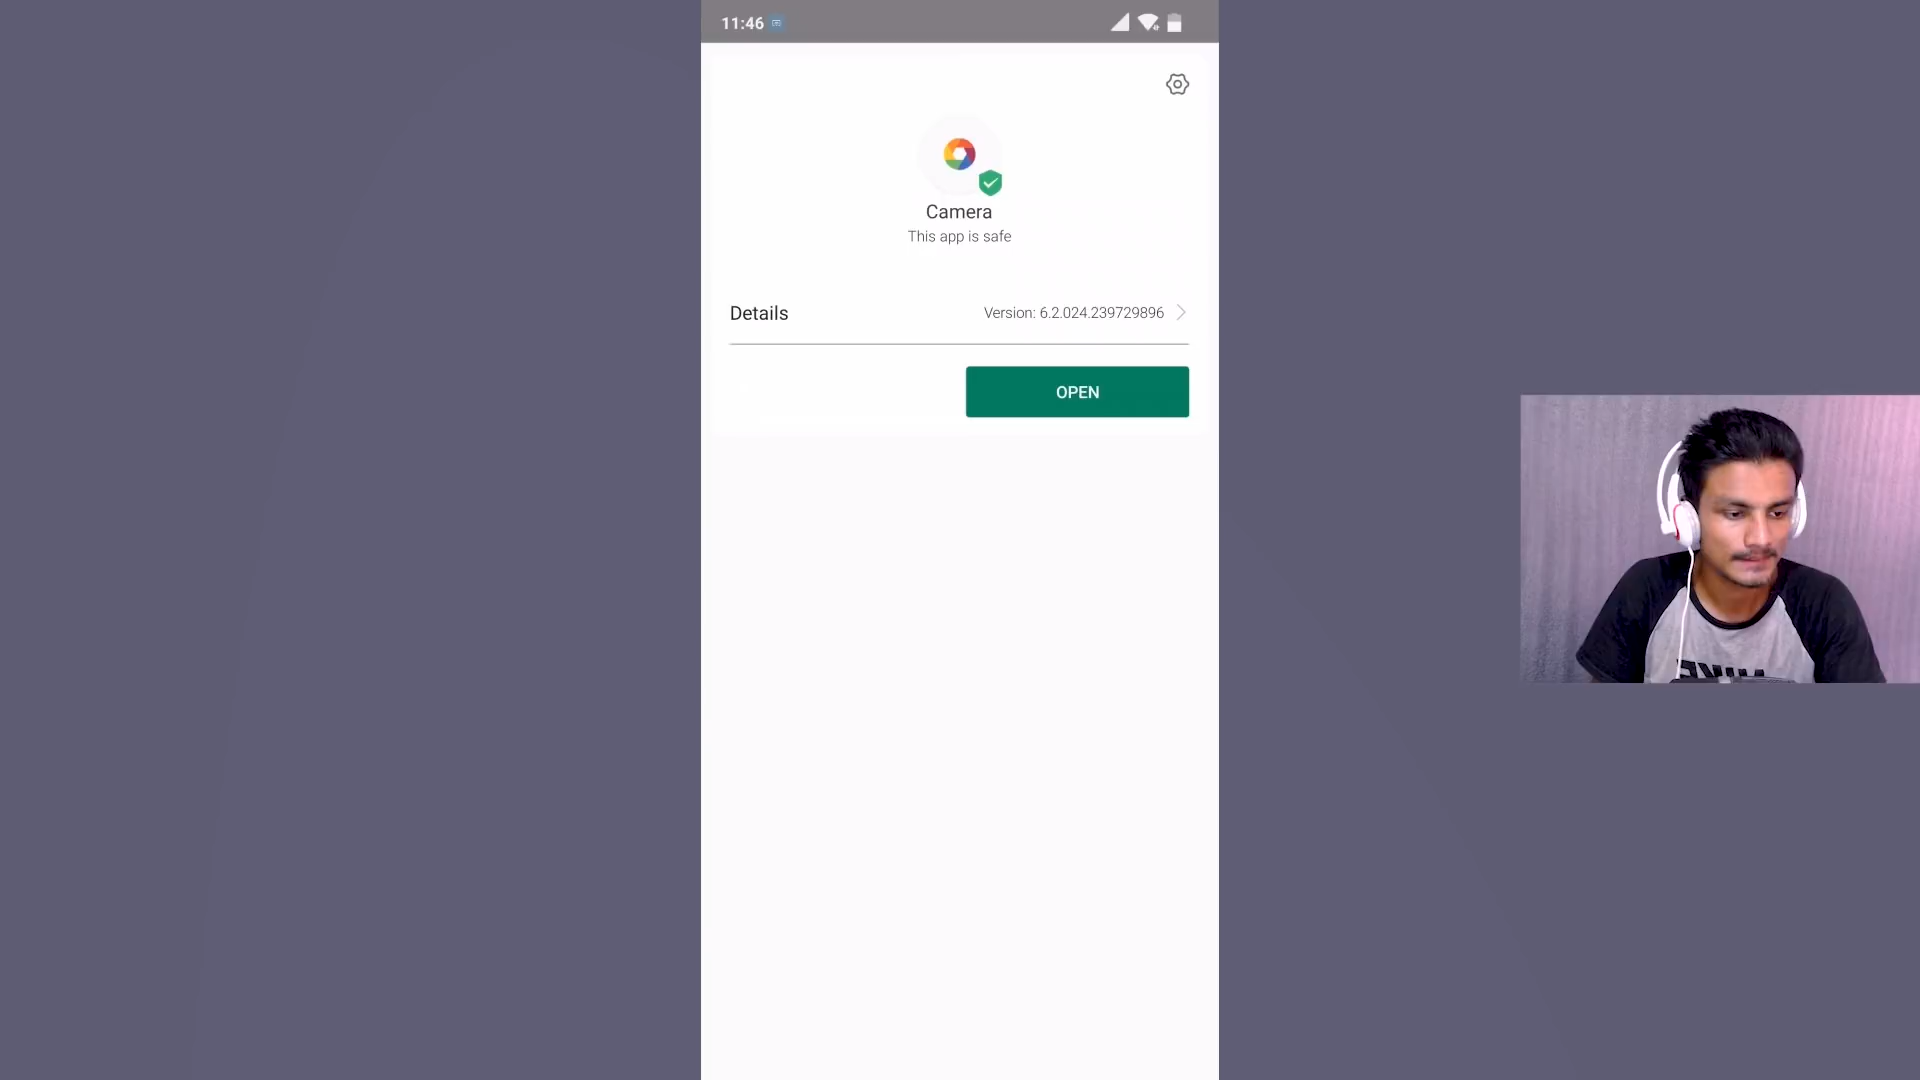 11:46
Camera
This app is safe
Details Version: 6.2.024.239729896
OPEN